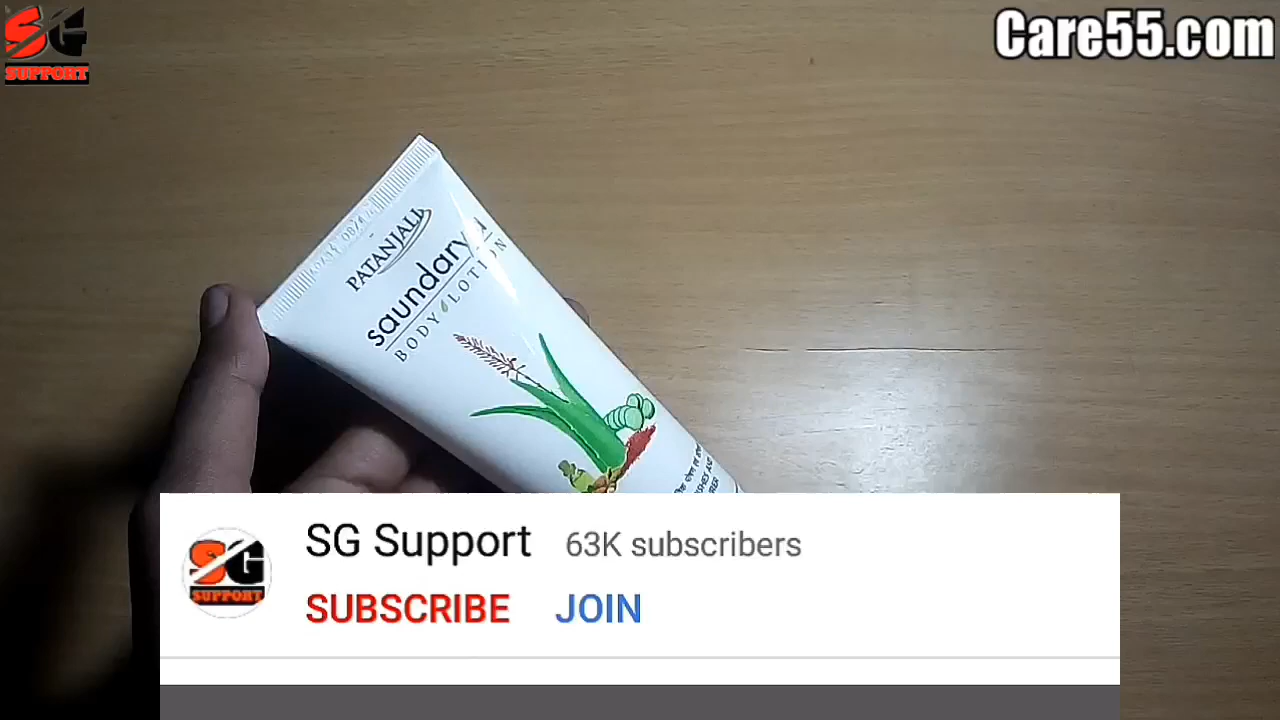 SG
SUPPORT
Care55.com
PATANJALI
saundarya
BODY LOTION
SG Support 63K subscribers
SG
SUPPORT
SUBSCRIBE JOIN